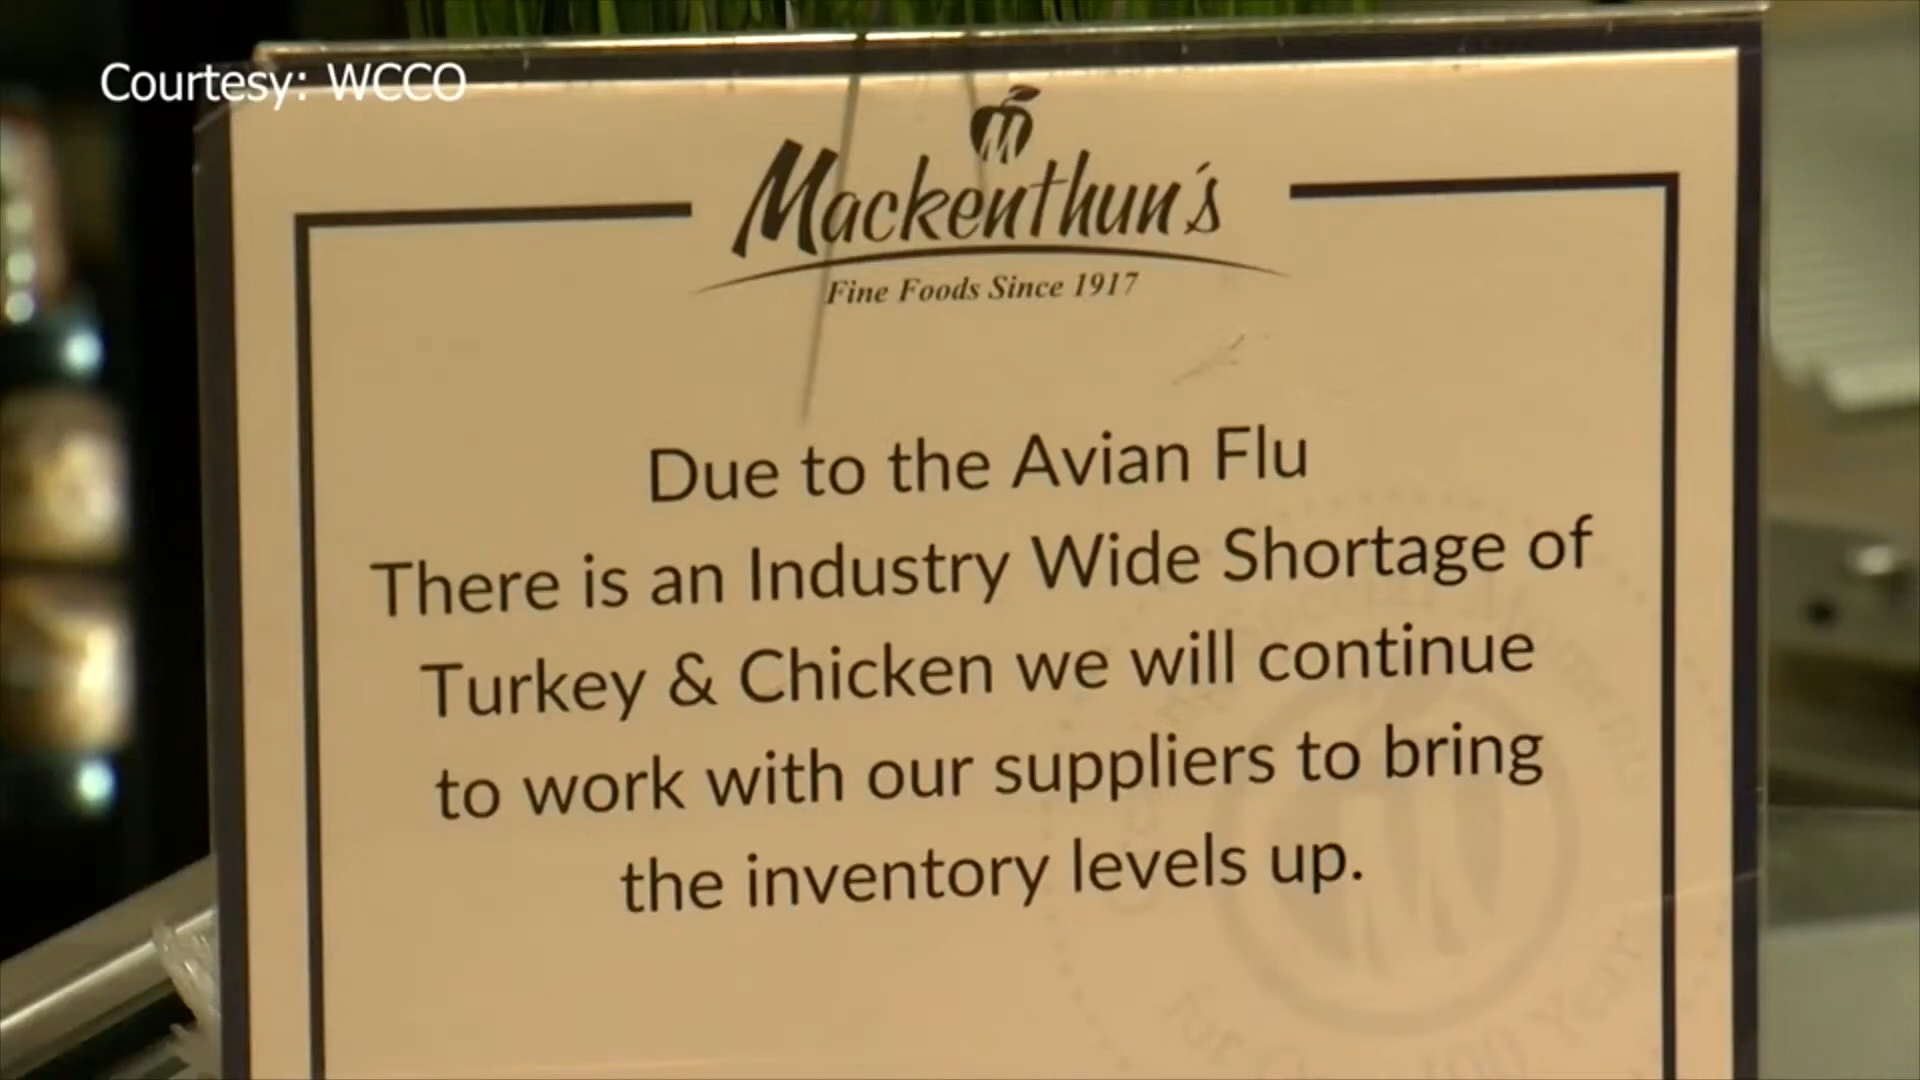 Courtesy: WCCO
Mackenthun's
Fine Foods Since 1917
Due to the Avian Flu
There is an Industry Wide Shortage of
Turkey & Chicken we will continue
to work with our suppliers to bring
the inventory levels up.